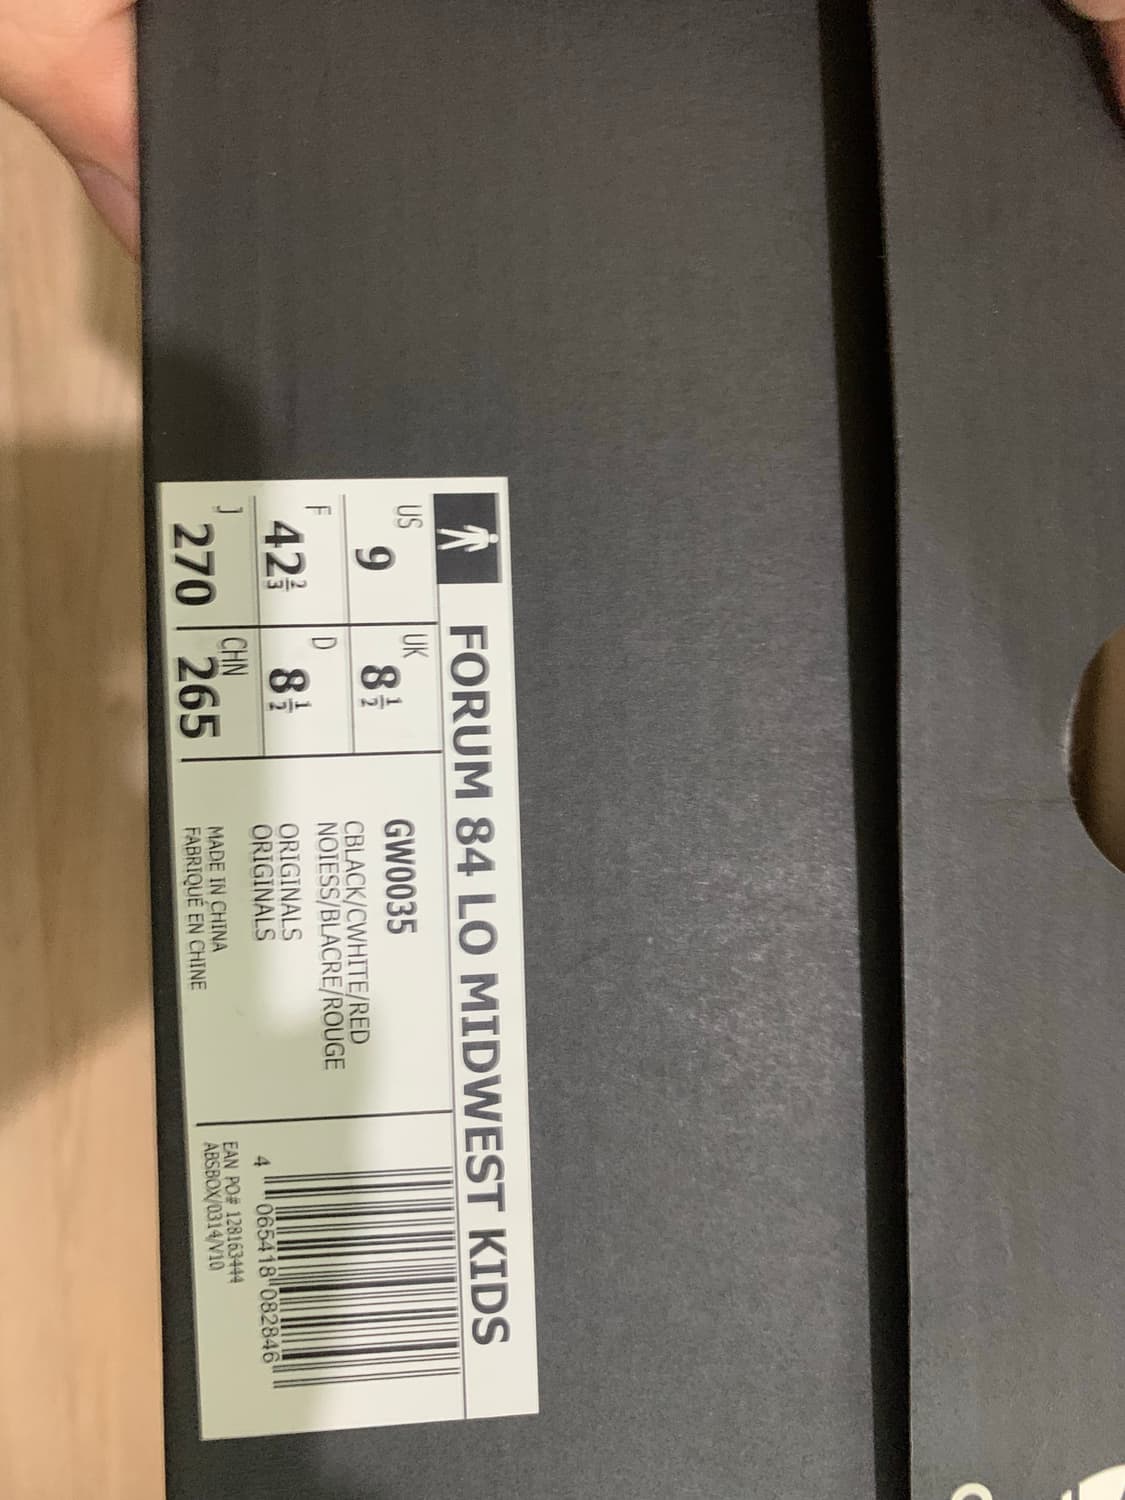 FORUM 84 LO MIDWEST KIDS
US 9
UK 8½
F 42⅔
D 8½
J 270
CHN 265
GW0035
CBLACK/CWHITE/RED
NOIESS/BLACRE/ROUGE
ORIGINALS
ORIGINALS
MADE IN CHINA
FABRIQUÉ EN CHINE
4 065418 082846
EAN PO# 128163444
ABSBOX/0314/V10